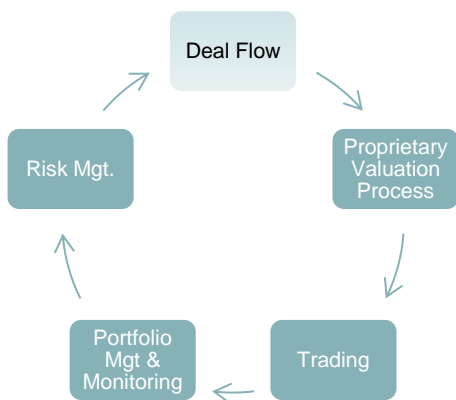 Deal Flow
Proprietary
Valuation
Process
Trading
Portfolio
Mgt &
Monitoring
Risk Mgt.